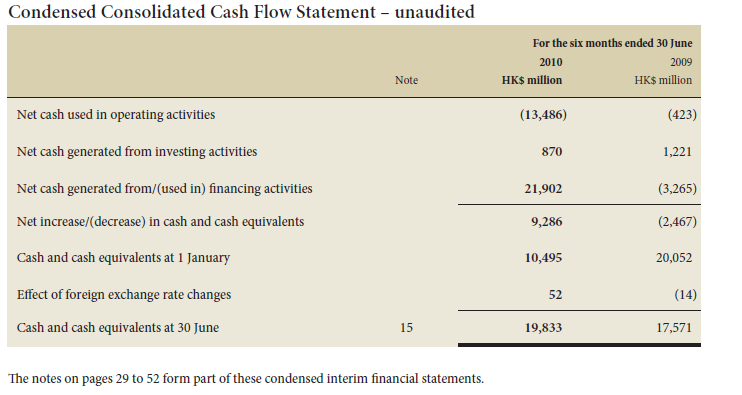 Condensed Consolidated Cash Flow Statement – unaudited
For the six months ended 30 June
2010 2009
Note HK$ million HK$ million
Net cash used in operating activities (13,486) (423)
Net cash generated from investing activities 870 1,221
Net cash generated from/(used in) financing activities 21,902 (3,265)
Net increase/(decrease) in cash and cash equivalents 9,286 (2,467)
Cash and cash equivalents at 1 January 10,495 20,052
Effect of foreign exchange rate changes 52 (14)
Cash and cash equivalents at 30 June 15 19,833 17,571
The notes on pages 29 to 52 form part of these condensed interim financial statements.